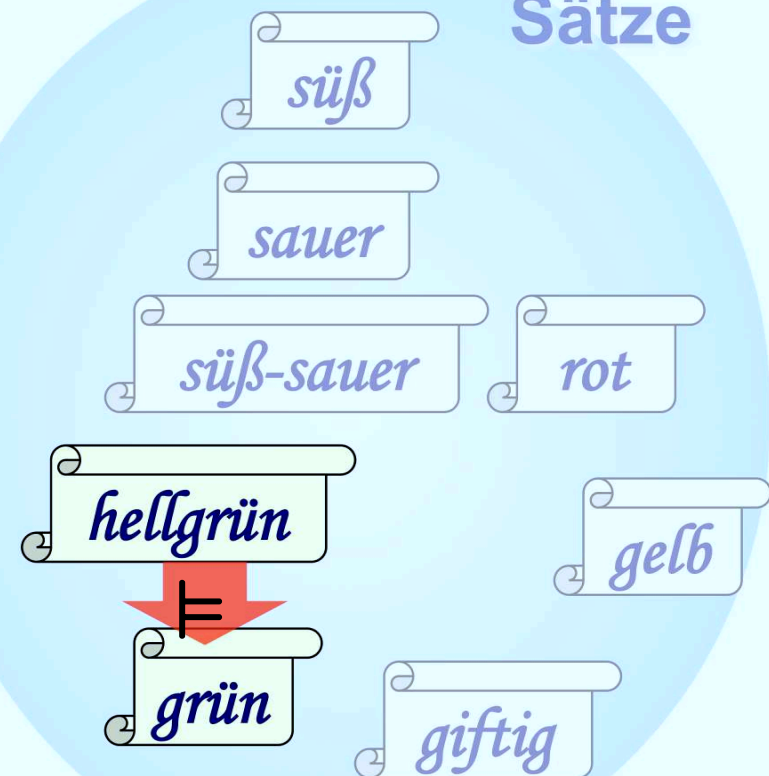 Sätze
süß
sauer
süß-sauer
rot
hellgrün
gelb
⊨
grün
giftig